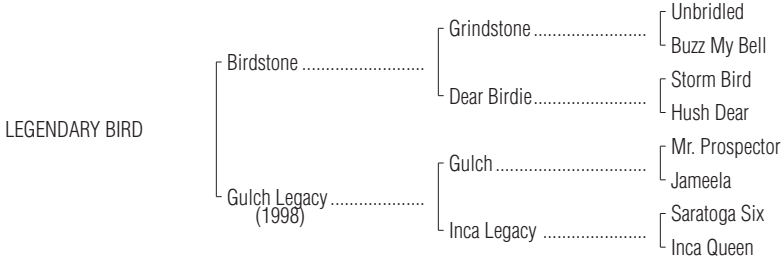 Unbridled
Grindstone ........................
Buzz My Bell
Birdstone ..........................
Storm Bird
Dear Birdie........................
Hush Dear
LEGENDARY BIRD
Mr. Prospector
Gulch ................................
Jameela
Gulch Legacy ....................
(1998)
Saratoga Six
Inca Legacy ......................
Inca Queen